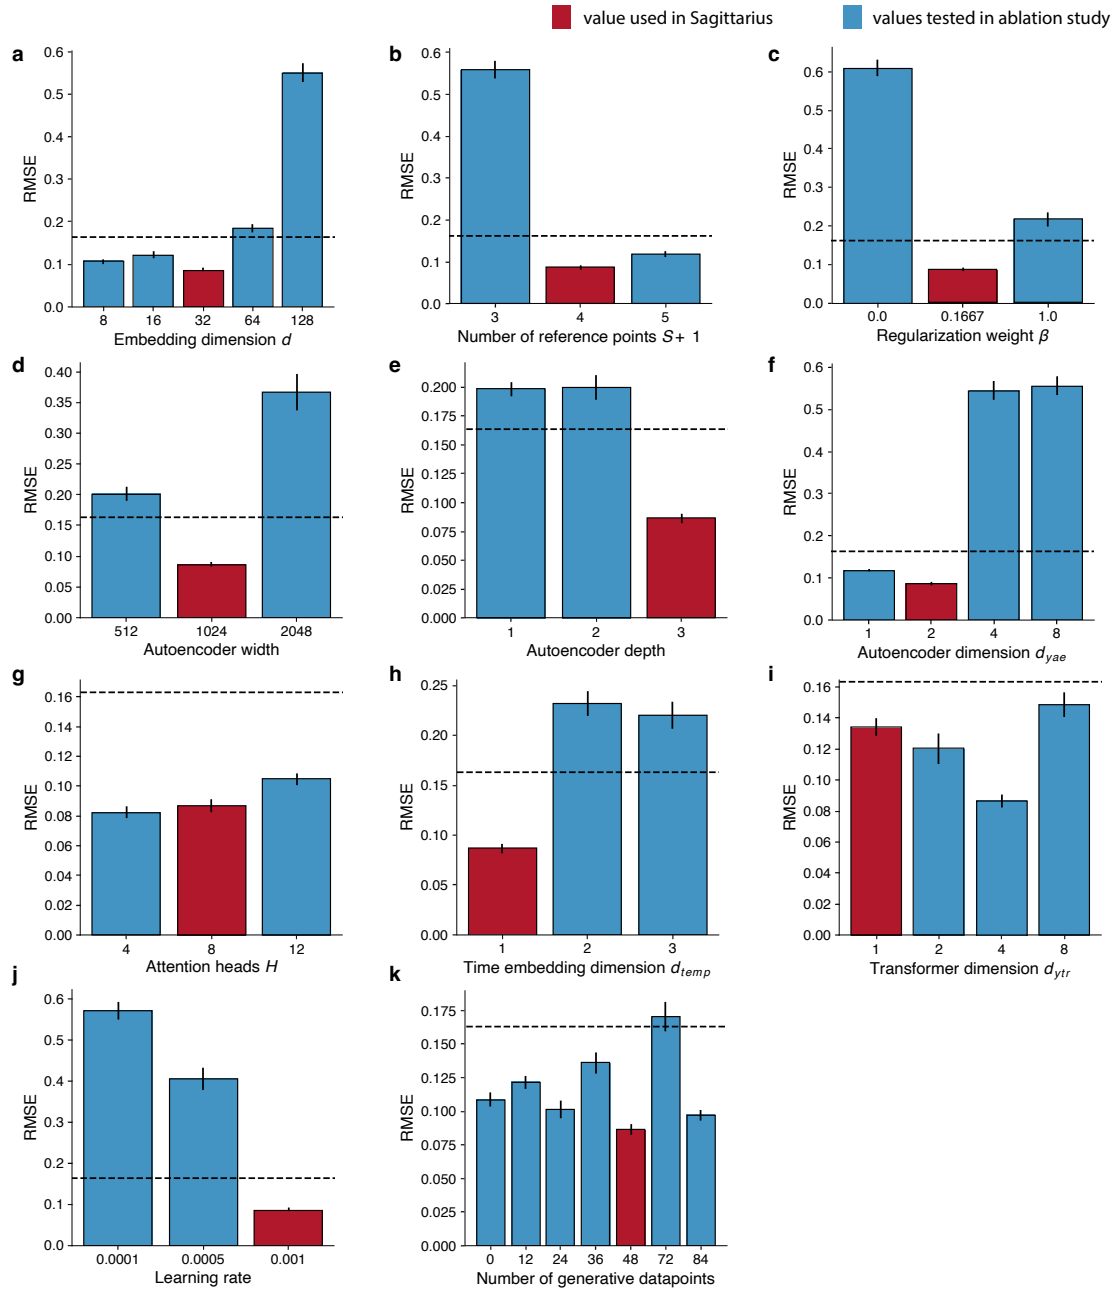 value used in Sagittarius
values tested in ablation study
a
0.6
0.5
0.4
0.3
0.2
0.1
0.0
RMSE
8 16 32 64 128
Embedding dimension d
b
0.6
0.5
0.4
0.3
0.2
0.1
0.0
RMSE
3 4 5
Number of reference points S + 1
c
0.6
0.5
0.4
0.3
0.2
0.1
0.0
RMSE
0.0 0.1667 1.0
Regularization weight β
d
0.40
0.35
0.30
0.25
0.20
0.15
0.10
0.05
0.00
RMSE
512 1024 2048
Autoencoder width
e
0.200
0.175
0.150
0.125
0.100
0.075
0.050
0.025
0.000
RMSE
1 2 3
Autoencoder depth
f
0.6
0.5
0.4
0.3
0.2
0.1
0.0
RMSE
1 2 4 8
Autoencoder dimension dyae
g
0.16
0.14
0.12
0.10
0.08
0.06
0.04
0.02
0.00
RMSE
4 8 12
Attention heads H
h
0.25
0.20
0.15
0.10
0.05
0.00
RMSE
1 2 3
Time embedding dimension dtemp
i
0.16
0.14
0.12
0.10
0.08
0.06
0.04
0.02
0.00
RMSE
1 2 4 8
Transformer dimension dytr
j
0.6
0.5
0.4
0.3
0.2
0.1
0.0
RMSE
0.0001 0.0005 0.001
Learning rate
k
0.175
0.150
0.125
0.100
0.075
0.050
0.025
0.000
RMSE
0 12 24 36 48 72 84
Number of generative datapoints